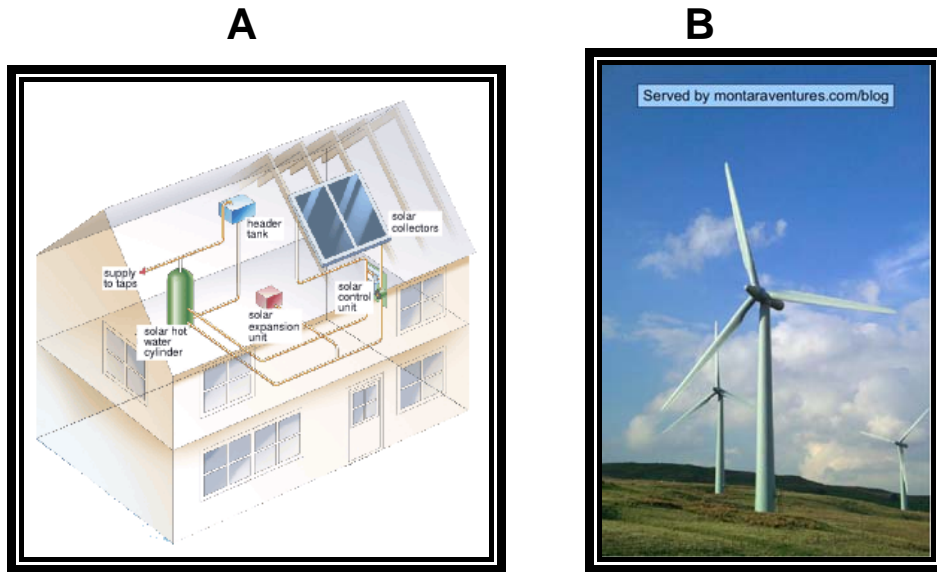 A
B
Served by montaraventures.com/blog
header
tank
solar
collectors
supply
to taps
solar
control
unit
solar
expansion
unit
solar hot
water
cylinder